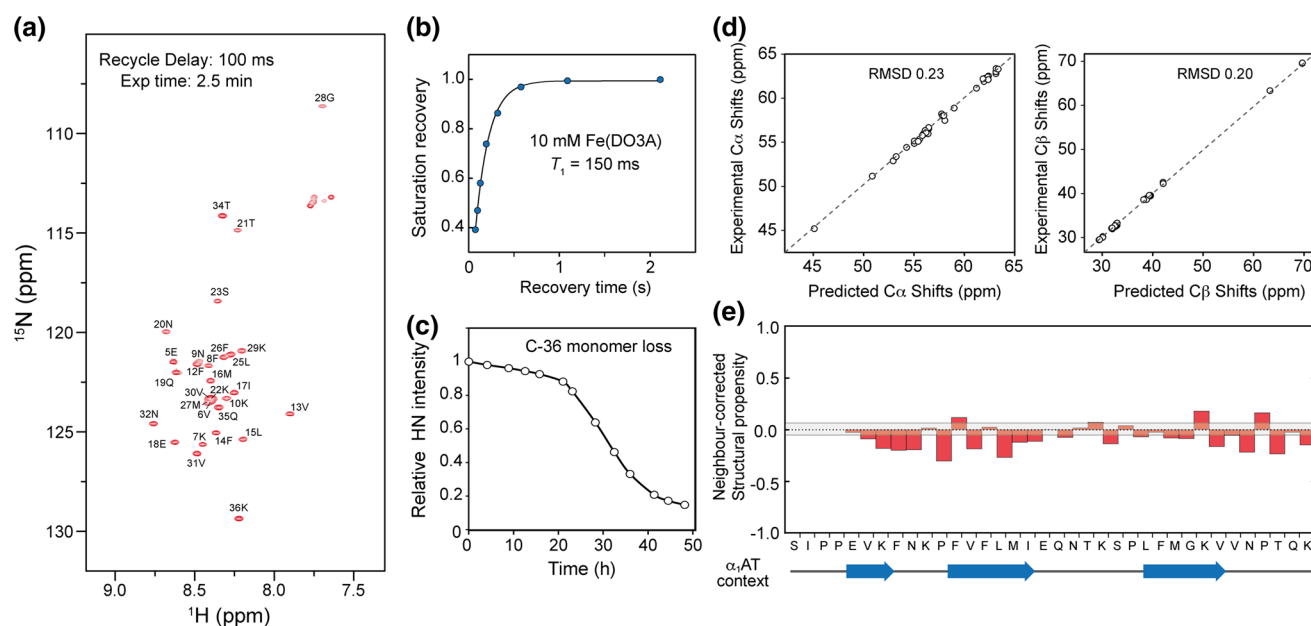 (a)
Recycle Delay: 100 ms
Exp time: 2.5 min
28G
34T
21T
23S
20N
5E
9N
26F
8F
29K
25L
12F
19Q
16M
30V
22K
17I
27M
6V
10K
35Q
32N
13V
14F
18E
7K
15L
31V
36K
110
115
120
125
130
15N (ppm)
9.0
8.5
8.0
7.5
1H (ppm)
(b)
Saturation recovery
1.0
0.8
0.6
0.4
10 mM Fe(DO3A)
T1 = 150 ms
0
1
2
Recovery time (s)
(c)
C-36 monomer loss
Relative HN intensity
1
0.8
0.6
0.4
0.2
0
0
10
20
30
40
50
Time (h)
(d)
RMSD 0.23
Experimental Cα Shifts (ppm)
65
60
55
50
45
45
50
55
60
65
Predicted Cα Shifts (ppm)
RMSD 0.20
Experimental Cβ Shifts (ppm)
70
60
50
40
30
30
40
50
60
70
Predicted Cβ Shifts (ppm)
(e)
Neighbour-corrected
Structural propensity
1.0
0.5
0.0
-0.5
-1.0
S I P P E V K F N K P F V F L M I E Q N T K S P L F M G K V V N P T Q K
α1AT
context